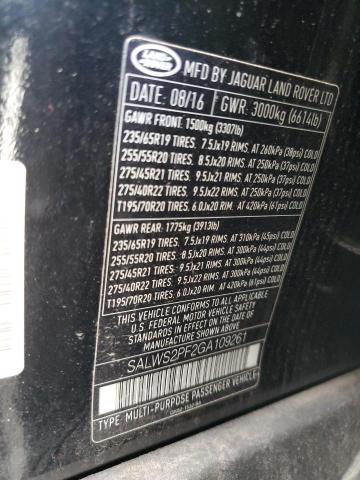 LAND ROVER
MFD BY JAGUAR LAND ROVER LTD
DATE: 08/16 GWR: 3000kg (6614lb)
GAWR FRONT: 1500kg (3307lb)
235/65R19 TIRES. 7.5Jx19 RIMS. AT 260kPa (38psi) COLD
255/55R20 TIRES. 8.5Jx20 RIMS. AT 250kPa (37psi) COLD
275/45R21 TIRES. 9.5Jx21 RIMS. AT 250kPa (37psi) COLD
275/40R22 TIRES. 9.5Jx22 RIMS. AT 250kPa (37psi) COLD
T195/70R20 TIRES. 6.0Jx20 RIM. AT 420kPa (61psi) COLD
GAWR REAR: 1775kg (3913lb)
235/65R19 TIRES. 7.5Jx19 RIMS. AT 310kPa (45psi) COLD
255/55R20 TIRES. 8.5Jx20 RIMS. AT 300kPa (44psi) COLD
275/45R21 TIRES. 9.5Jx21 RIMS. AT 300kPa (44psi) COLD
275/40R22 TIRES. 9.5Jx22 RIMS. AT 300kPa (44psi) COLD
T195/70R20 TIRES. 6.0Jx20 RIM. AT 420kPa (61psi) COLD
THIS VEHICLE CONFORMS TO ALL APPLICABLE
U.S. FEDERAL MOTOR VEHICLE SAFETY STANDARDS IN
EFFECT ON THE DATE OF MANUFACTURE SHOWN ABOVE
SALWS2PF2GA109261
TYPE: MULTI-PURPOSE PASSENGER VEHICLE